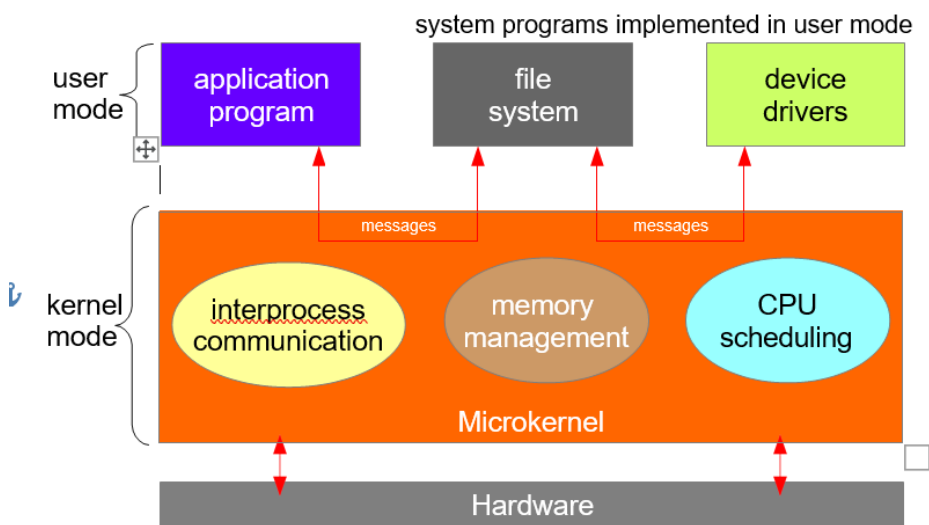 system programs implemented in user mode
user
mode
application
program
file
system
device
drivers
messages
messages
kernel
mode
interprocess
communication
memory
management
CPU
scheduling
Microkernel
Hardware